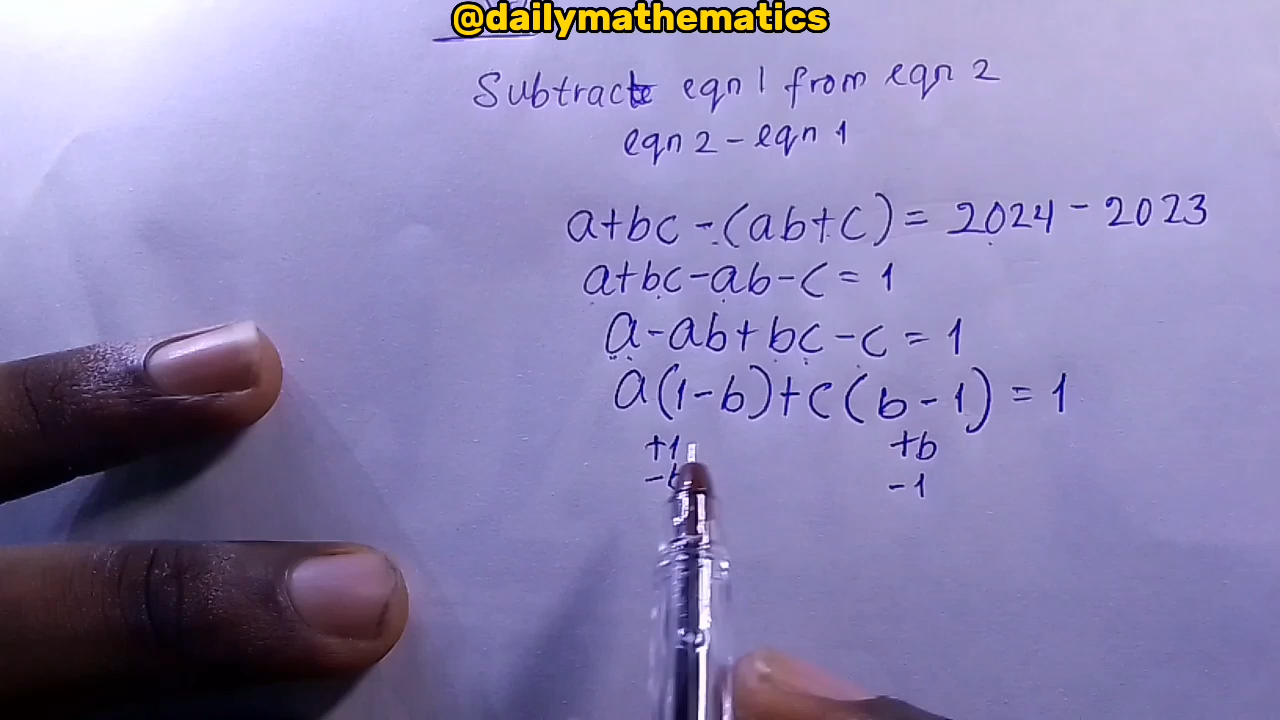 @dailymathematics
Subtract eqn 1 from eqn 2
eqn 2 - eqn 1
a+bc -(ab+c) = 2024 - 2023
a+bc-ab-c = 1
a-ab+bc-c = 1
a(1-b)+c(b-1) = 1
+1 +b
-b -1